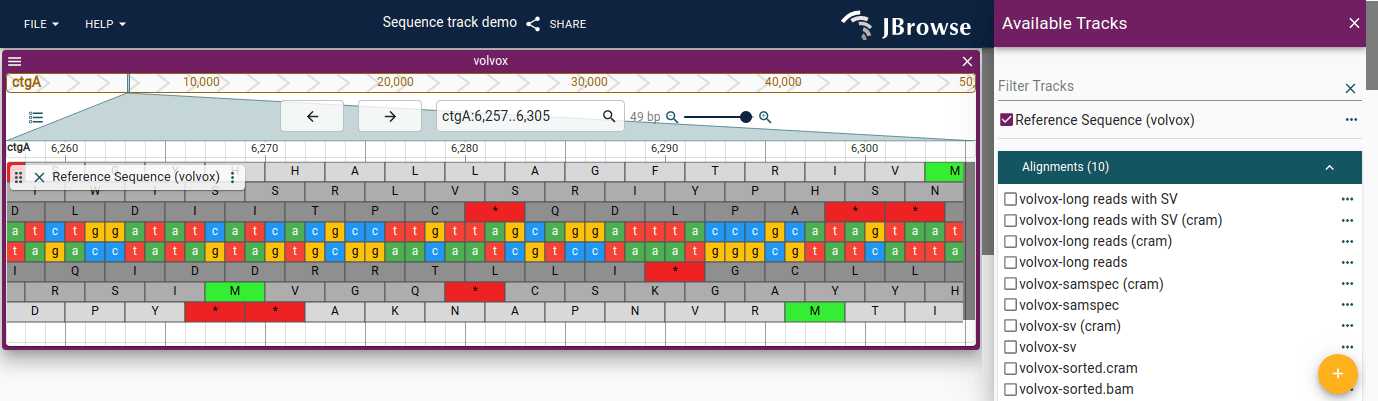 FILE HELP Sequence track demo SHARE JBrowse
volvox
ctgA 10,000 20,000 30,000 40,000 50,
ctgA:6,257..6,305 49 bp
ctgA 6,260 6,270 6,280 6,290 6,300
Reference Sequence (volvox)
H A L L A G F T R I V M
S R L V S R I Y P H S N
D L D I I T P C * Q D L P A * *
a t c t g g a t a t c a t c a c g c c t t g t t a g c a g g a t t t a c c c g c a t a g t a a t
t a g a c c t a t a g t a g t g c g g a a c a a t c g t c c t a a a t g g g c g t a t c a t t a
I Q I D D R R T L L I * G C L L
R S I M V G Q * C S K G A Y Y H
D P Y * * A K N A P N V R M T I
Available Tracks
Filter Tracks
Reference Sequence (volvox)
Alignments (10)
volvox-long reads with SV
volvox-long reads with SV (cram)
volvox-long reads (cram)
volvox-long reads
volvox-samspec (cram)
volvox-samspec
volvox-sv (cram)
volvox-sv
volvox-sorted.cram
volvox-sorted.bam